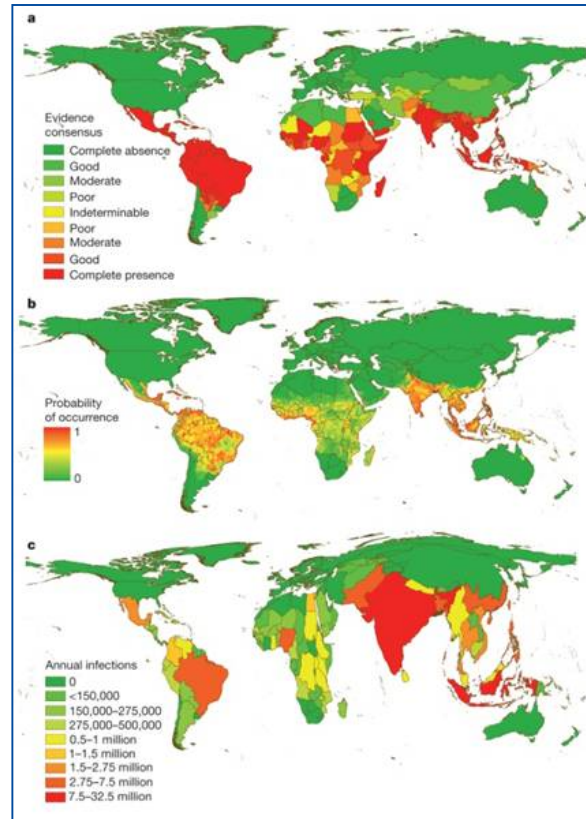 a
Evidence
consensus
Complete absence
Good
Moderate
Poor
Indeterminable
Poor
Moderate
Good
Complete presence
b
Probability
of occurrence
1
0
c
Annual infections
0
<150,000
150,000–275,000
275,000–500,000
0.5–1 million
1–1.5 million
1.5–2.75 million
2.75–7.5 million
7.5–32.5 million